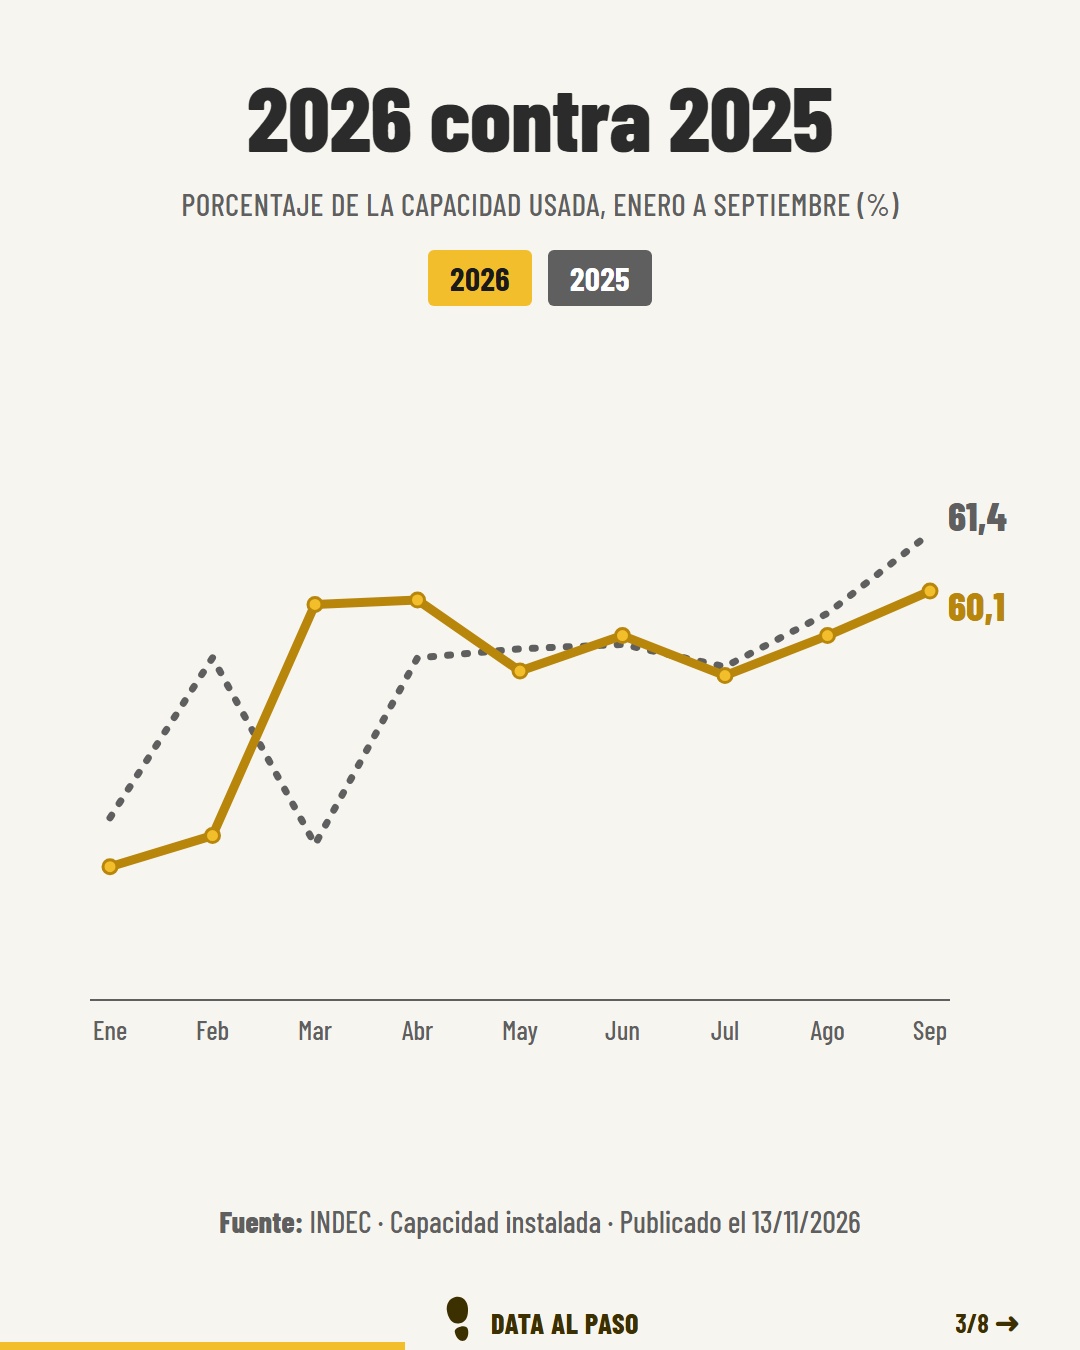 2026 contra 2025
PORCENTAJE DE LA CAPACIDAD USADA, ENERO A SEPTIEMBRE (%)
2026 2025
61,4
60,1
Ene Feb Mar Abr May Jun Jul Ago Sep
Fuente: INDEC · Capacidad instalada · Publicado el 13/11/2026
DATA AL PASO
3/8 →